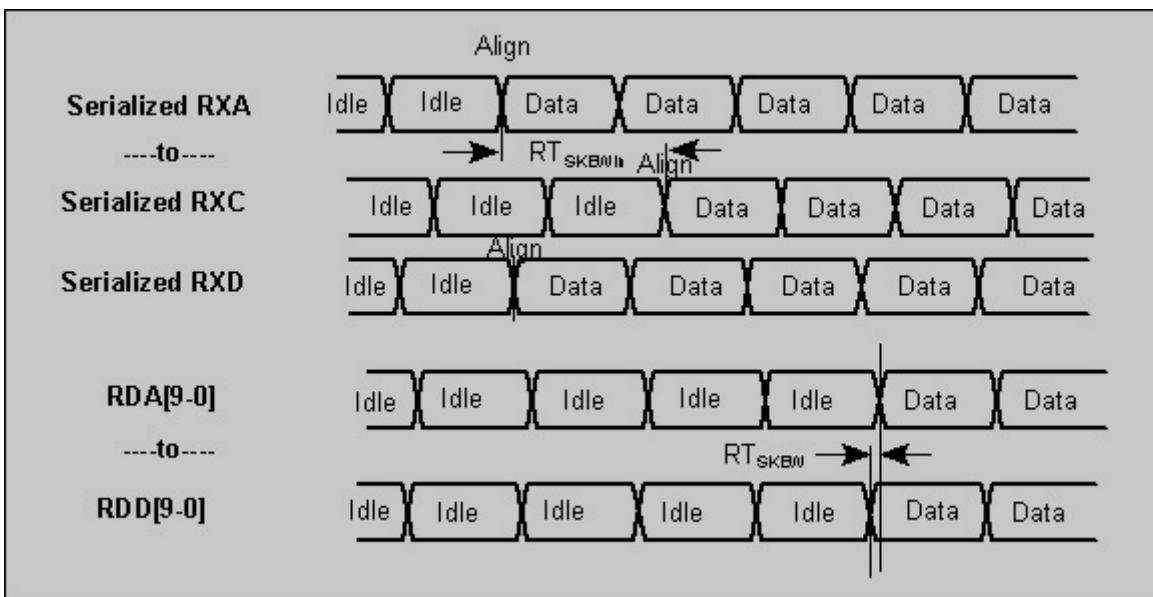 Align
Serialized RXA Idle Idle Data Data Data Data Data
----to---- RT SKBWIn Align
Serialized RXC Idle Idle Idle Data Data Data Data
Align
Serialized RXD Idle Idle Data Data Data Data Data
RDA[9-0] Idle Idle Idle Idle Idle Data Data
----to---- RT SKBW
RDD[9-0] Idle Idle Idle Idle Idle Data Data